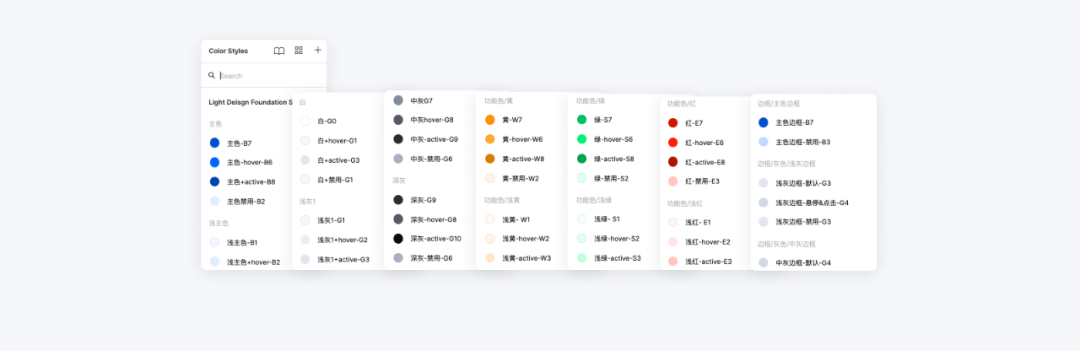 Color Styles
Search
Light Deisgn Foundation S
主色
主色-B7
主色-hover-B6
主色+active-B8
主色禁用-B2
浅主色
浅主色-B1
浅主色+hover-B2
白
白-G0
白+hover-G1
白+active-G3
白+禁用-G1
浅灰1
浅灰1-G1
浅灰1+hover-G2
浅灰1+active-G3
中灰G7
中灰hover-G8
中灰-active-G9
中灰-禁用-G6
深灰
深灰-G9
深灰-hover-G8
深灰-active-G10
深灰-禁用-G6
功能色/黄
黄-W7
黄-hover-W6
黄-active-W8
黄-禁用-W2
功能色/浅黄
浅黄- W1
浅黄-hover-W2
浅黄-active-W3
功能色/绿
绿-S7
绿-hover-S6
绿-active-S8
绿-禁用-S2
功能色/浅绿
浅绿- S1
浅绿-hover-S2
浅绿-active-S3
功能色/红
红-E7
红-hover-E6
红-active-E8
红-禁用-E3
功能色/浅红
浅红- E1
浅红-hover-E2
浅红-active-E3
边框/主色边框
主色边框-B7
主色边框-禁用-B3
边框/灰色/浅灰边框
浅灰边框-默认-G3
浅灰边框-悬停&点击-G4
浅灰边框-禁用-G3
边框/灰色/中灰边框
中灰边框-默认-G4